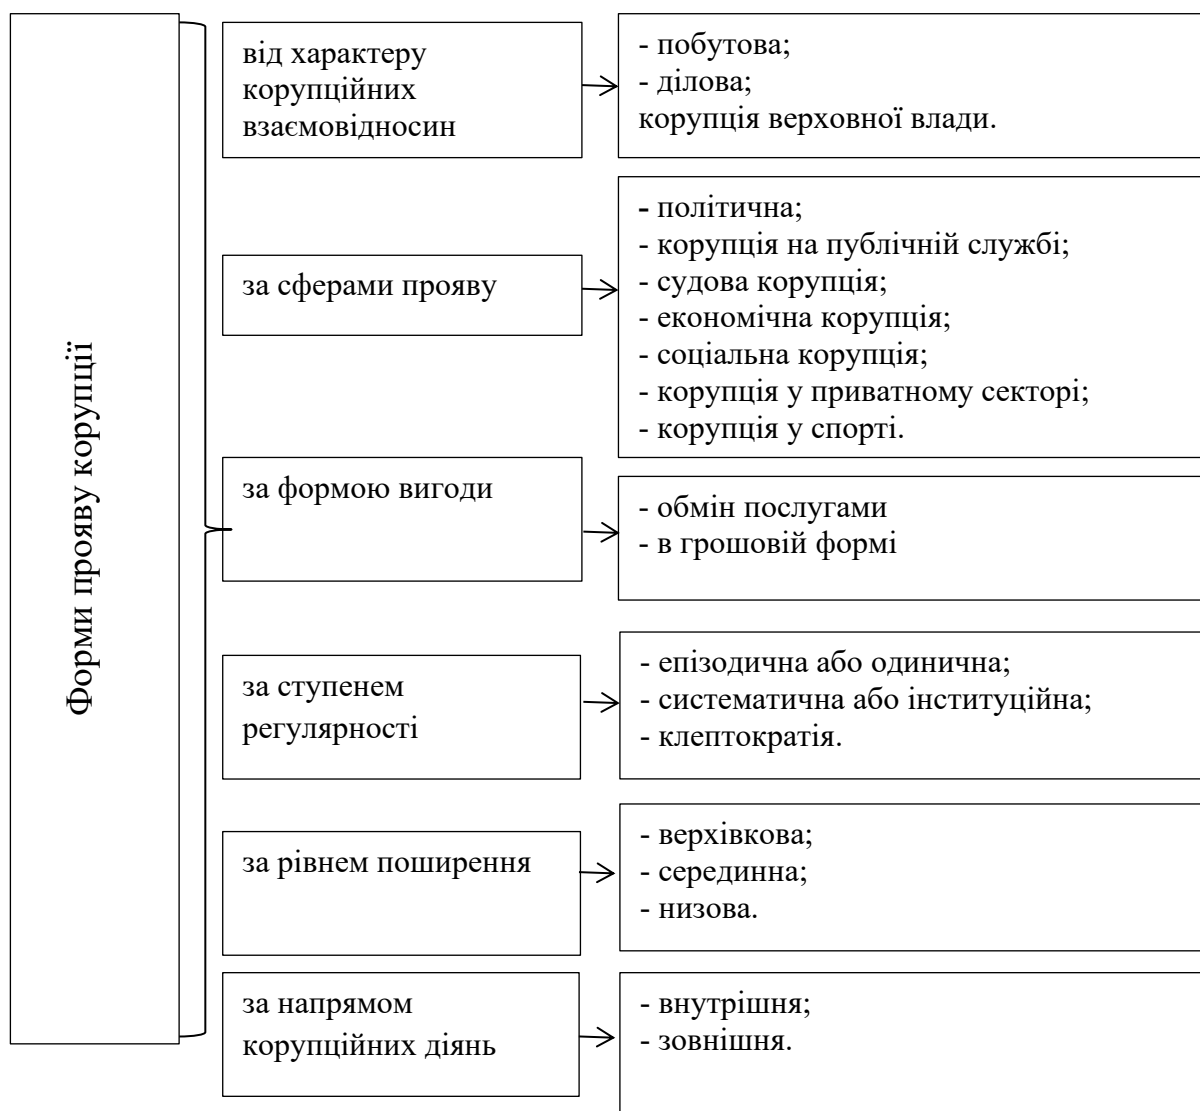 Форми прояву корупції
від характеру
корупційних
взаємовідносин
- побутова;
- ділова;
корупція верховної влади.
за сферами прояву
- політична;
- корупція на публічній службі;
- судова корупція;
- економічна корупція;
- соціальна корупція;
- корупція у приватному секторі;
- корупція у спорті.
за формою вигоди
- обмін послугами
- в грошовій формі
за ступенем
регулярності
- епізодична або одинична;
- систематична або інституційна;
- клептократія.
за рівнем поширення
- верхівкова;
- серединна;
- низова.
за напрямом
корупційних діянь
- внутрішня;
- зовнішня.